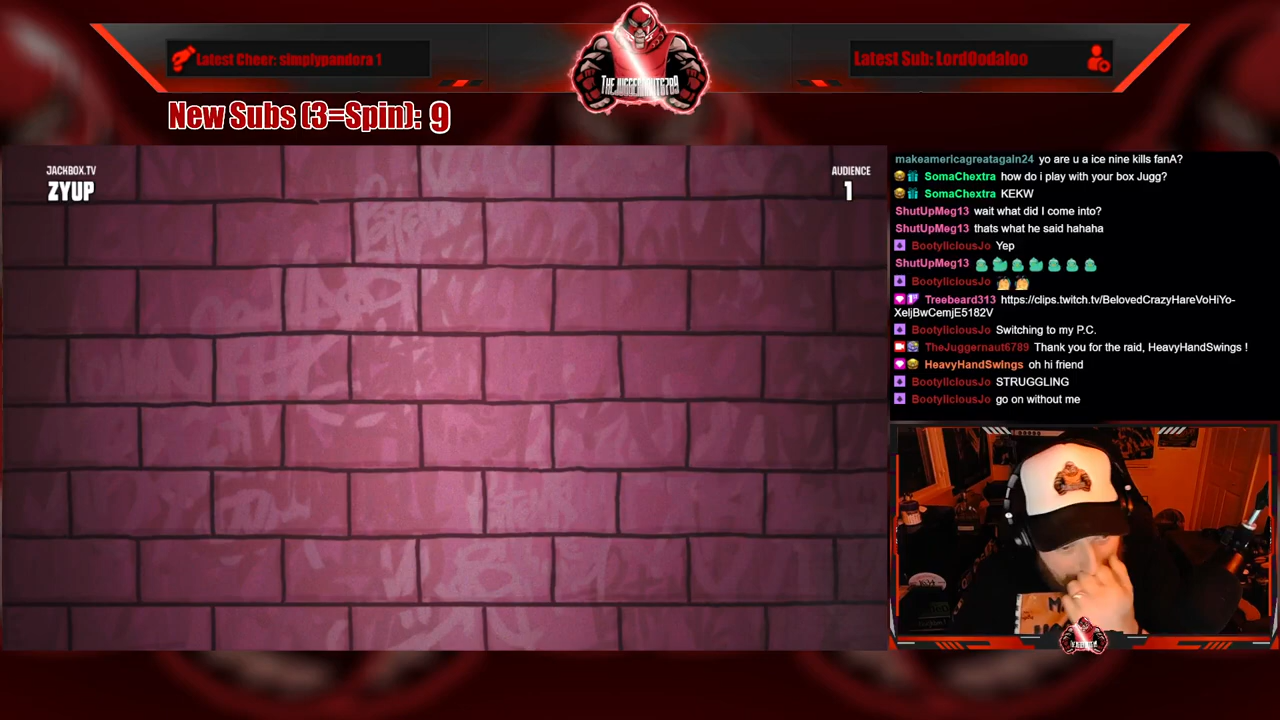 Latest Cheer: simplypandora 1
THEJUGGERNAUT6789
Latest Sub: LordOodaloo
New Subs (3=Spin): 9
JACKBOX.TV
ZYUP
AUDIENCE
1
makeamericagreatagain24 yo are u a ice nine kills fanA?
SomaChextra how do i play with your box Jugg?
SomaChextra KEKW
ShutUpMeg13 wait what did I come into?
ShutUpMeg13 thats what he said hahaha
BootyliciousJo Yep
ShutUpMeg13
BootyliciousJo
Treebeard313 https://clips.twitch.tv/BelovedCrazyHareVoHiYo-
XeljBwCemjE5182V
BootyliciousJo Switching to my P.C.
TheJuggernaut6789 Thank you for the raid, HeavyHandSwings !
HeavyHandSwings oh hi friend
BootyliciousJo STRUGGLING
BootyliciousJo go on without me